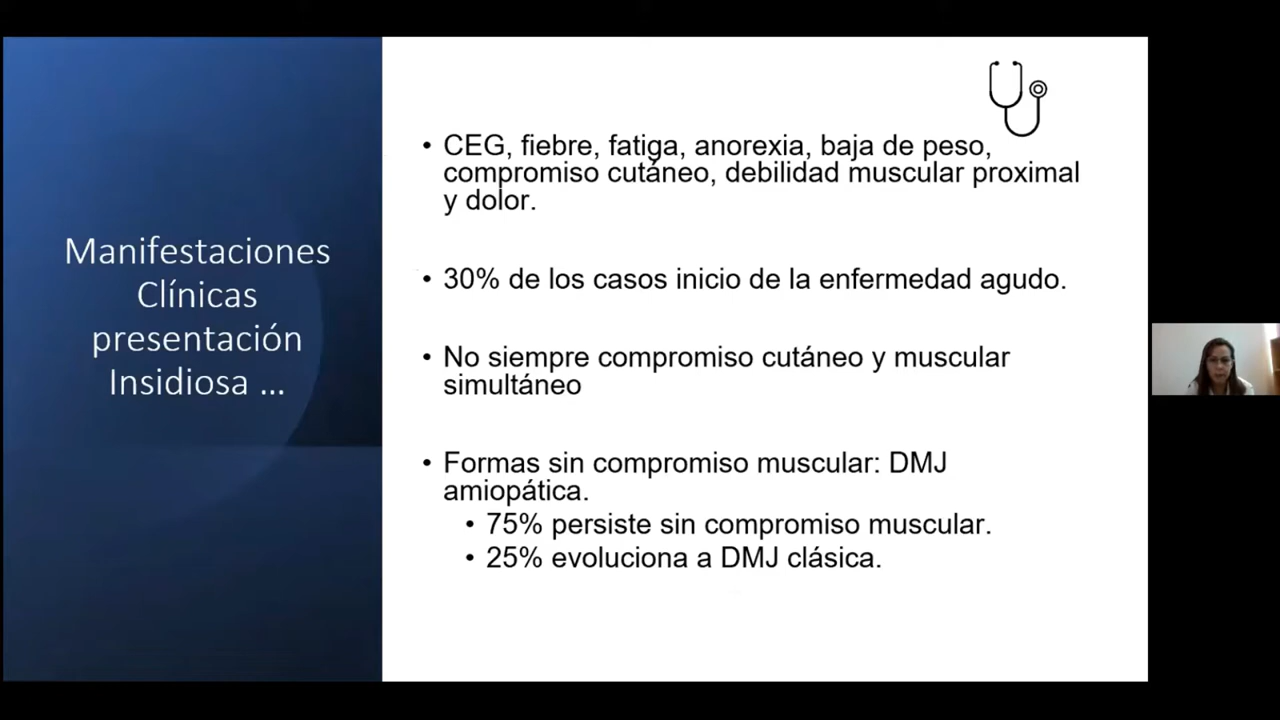 Manifestaciones
Clínicas
presentación
Insidiosa ...
• CEG, fiebre, fatiga, anorexia, baja de peso,
compromiso cutáneo, debilidad muscular proximal
y dolor.
• 30% de los casos inicio de la enfermedad agudo.
• No siempre compromiso cutáneo y muscular
simultáneo
• Formas sin compromiso muscular: DMJ
amiopática.
• 75% persiste sin compromiso muscular.
• 25% evoluciona a DMJ clásica.